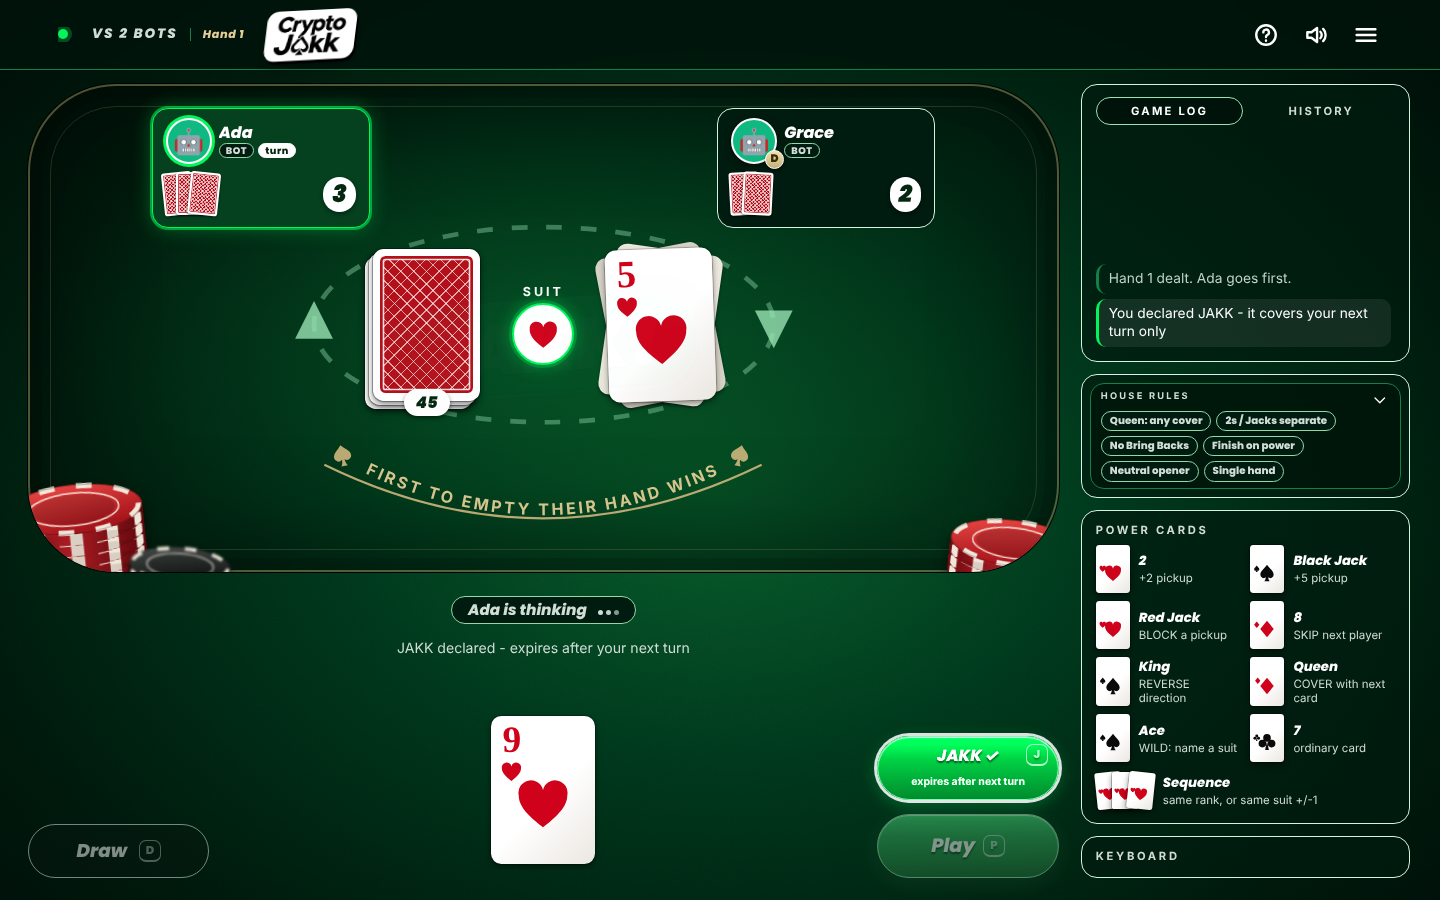 VS 2 BOTS
Hand 1
Crypto
Jakk
Ada
BOT
turn
3
Grace
D
BOT
2
SUIT
5
45
FIRST TO EMPTY THEIR HAND WINS
Ada is thinking
JAKK declared - expires after your next turn
9
JAKK ✓ J
expires after next turn
Draw D
Play P
GAME LOG
HISTORY
Hand 1 dealt. Ada goes first.
You declared JAKK - it covers your next
turn only
HOUSE RULES
Queen: any cover
2s / Jacks separate
No Bring Backs
Finish on power
Neutral opener
Single hand
POWER CARDS
2
+2 pickup
Black Jack
+5 pickup
Red Jack
BLOCK a pickup
8
SKIP next player
King
REVERSE
direction
Queen
COVER with next
card
Ace
WILD: name a suit
7
ordinary card
Sequence
same rank, or same suit +/-1
KEYBOARD